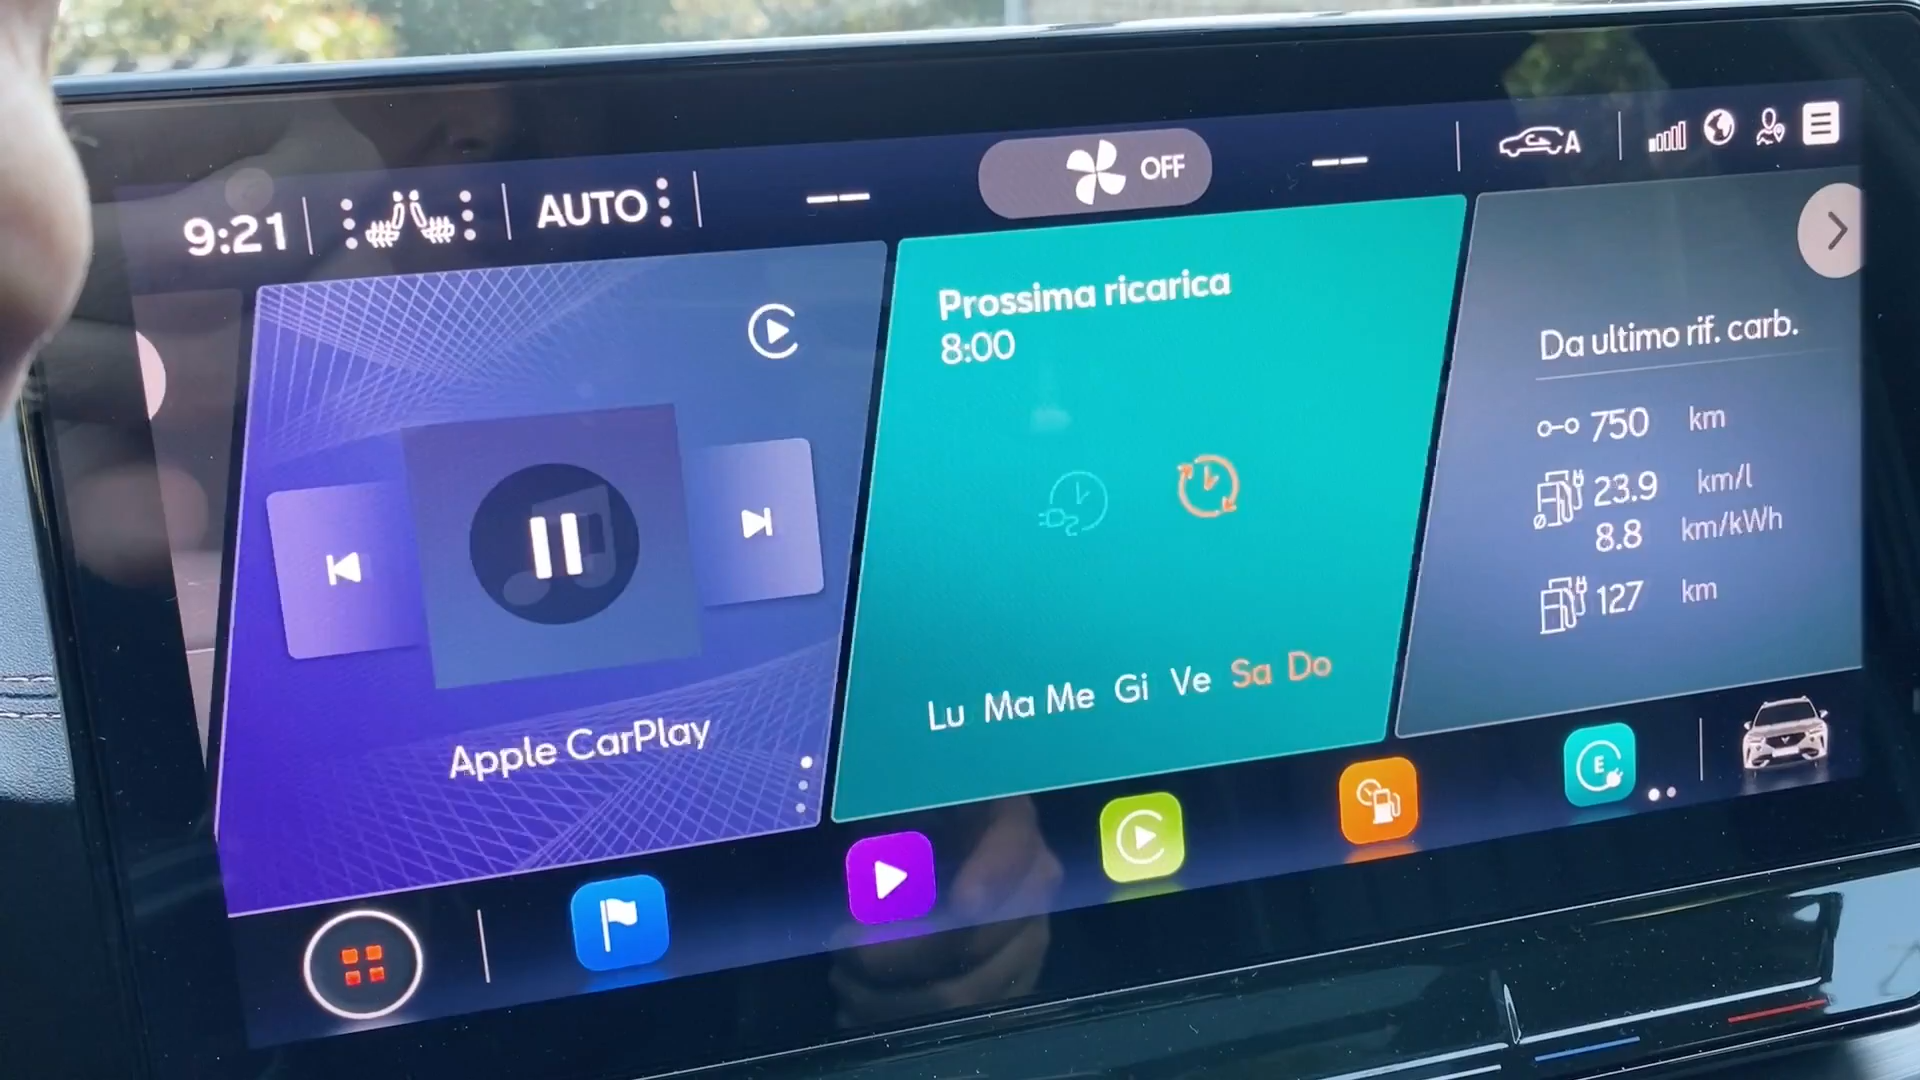 9:21
AUTO
OFF
A
Prossima ricarica
8:00
Lu Ma Me Gi Ve Sa Do
Apple CarPlay
Da ultimo rif. carb.
750 km
23.9 km/l
8.8 km/kWh
127 km
E